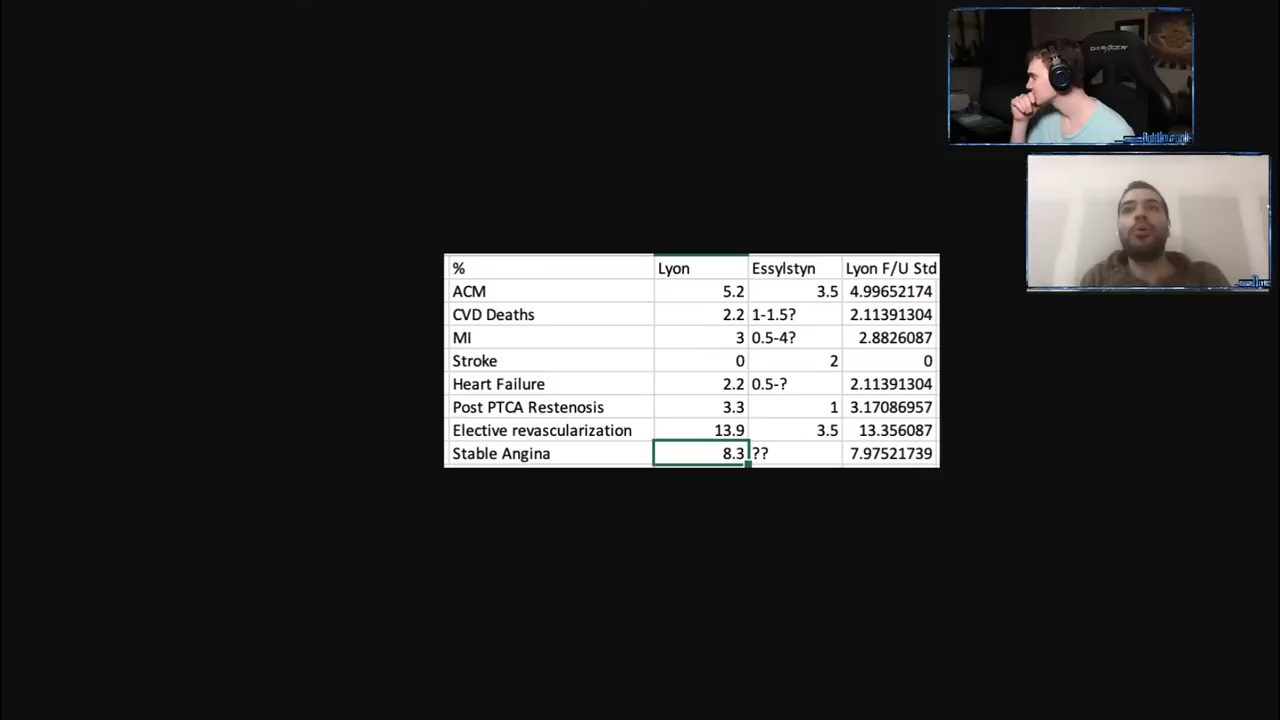 DXRACER
% Lyon Essylstyn Lyon F/U Std
ACM 5.2 3.5 4.99652174
CVD Deaths 2.2 1-1.5? 2.11391304
MI 3 0.5-4? 2.8826087
Stroke 0 2 0
Heart Failure 2.2 0.5-? 2.11391304
Post PTCA Restenosis 3.3 1 3.17086957
Elective revascularization 13.9 3.5 13.356087
Stable Angina 8.3 ?? 7.97521739